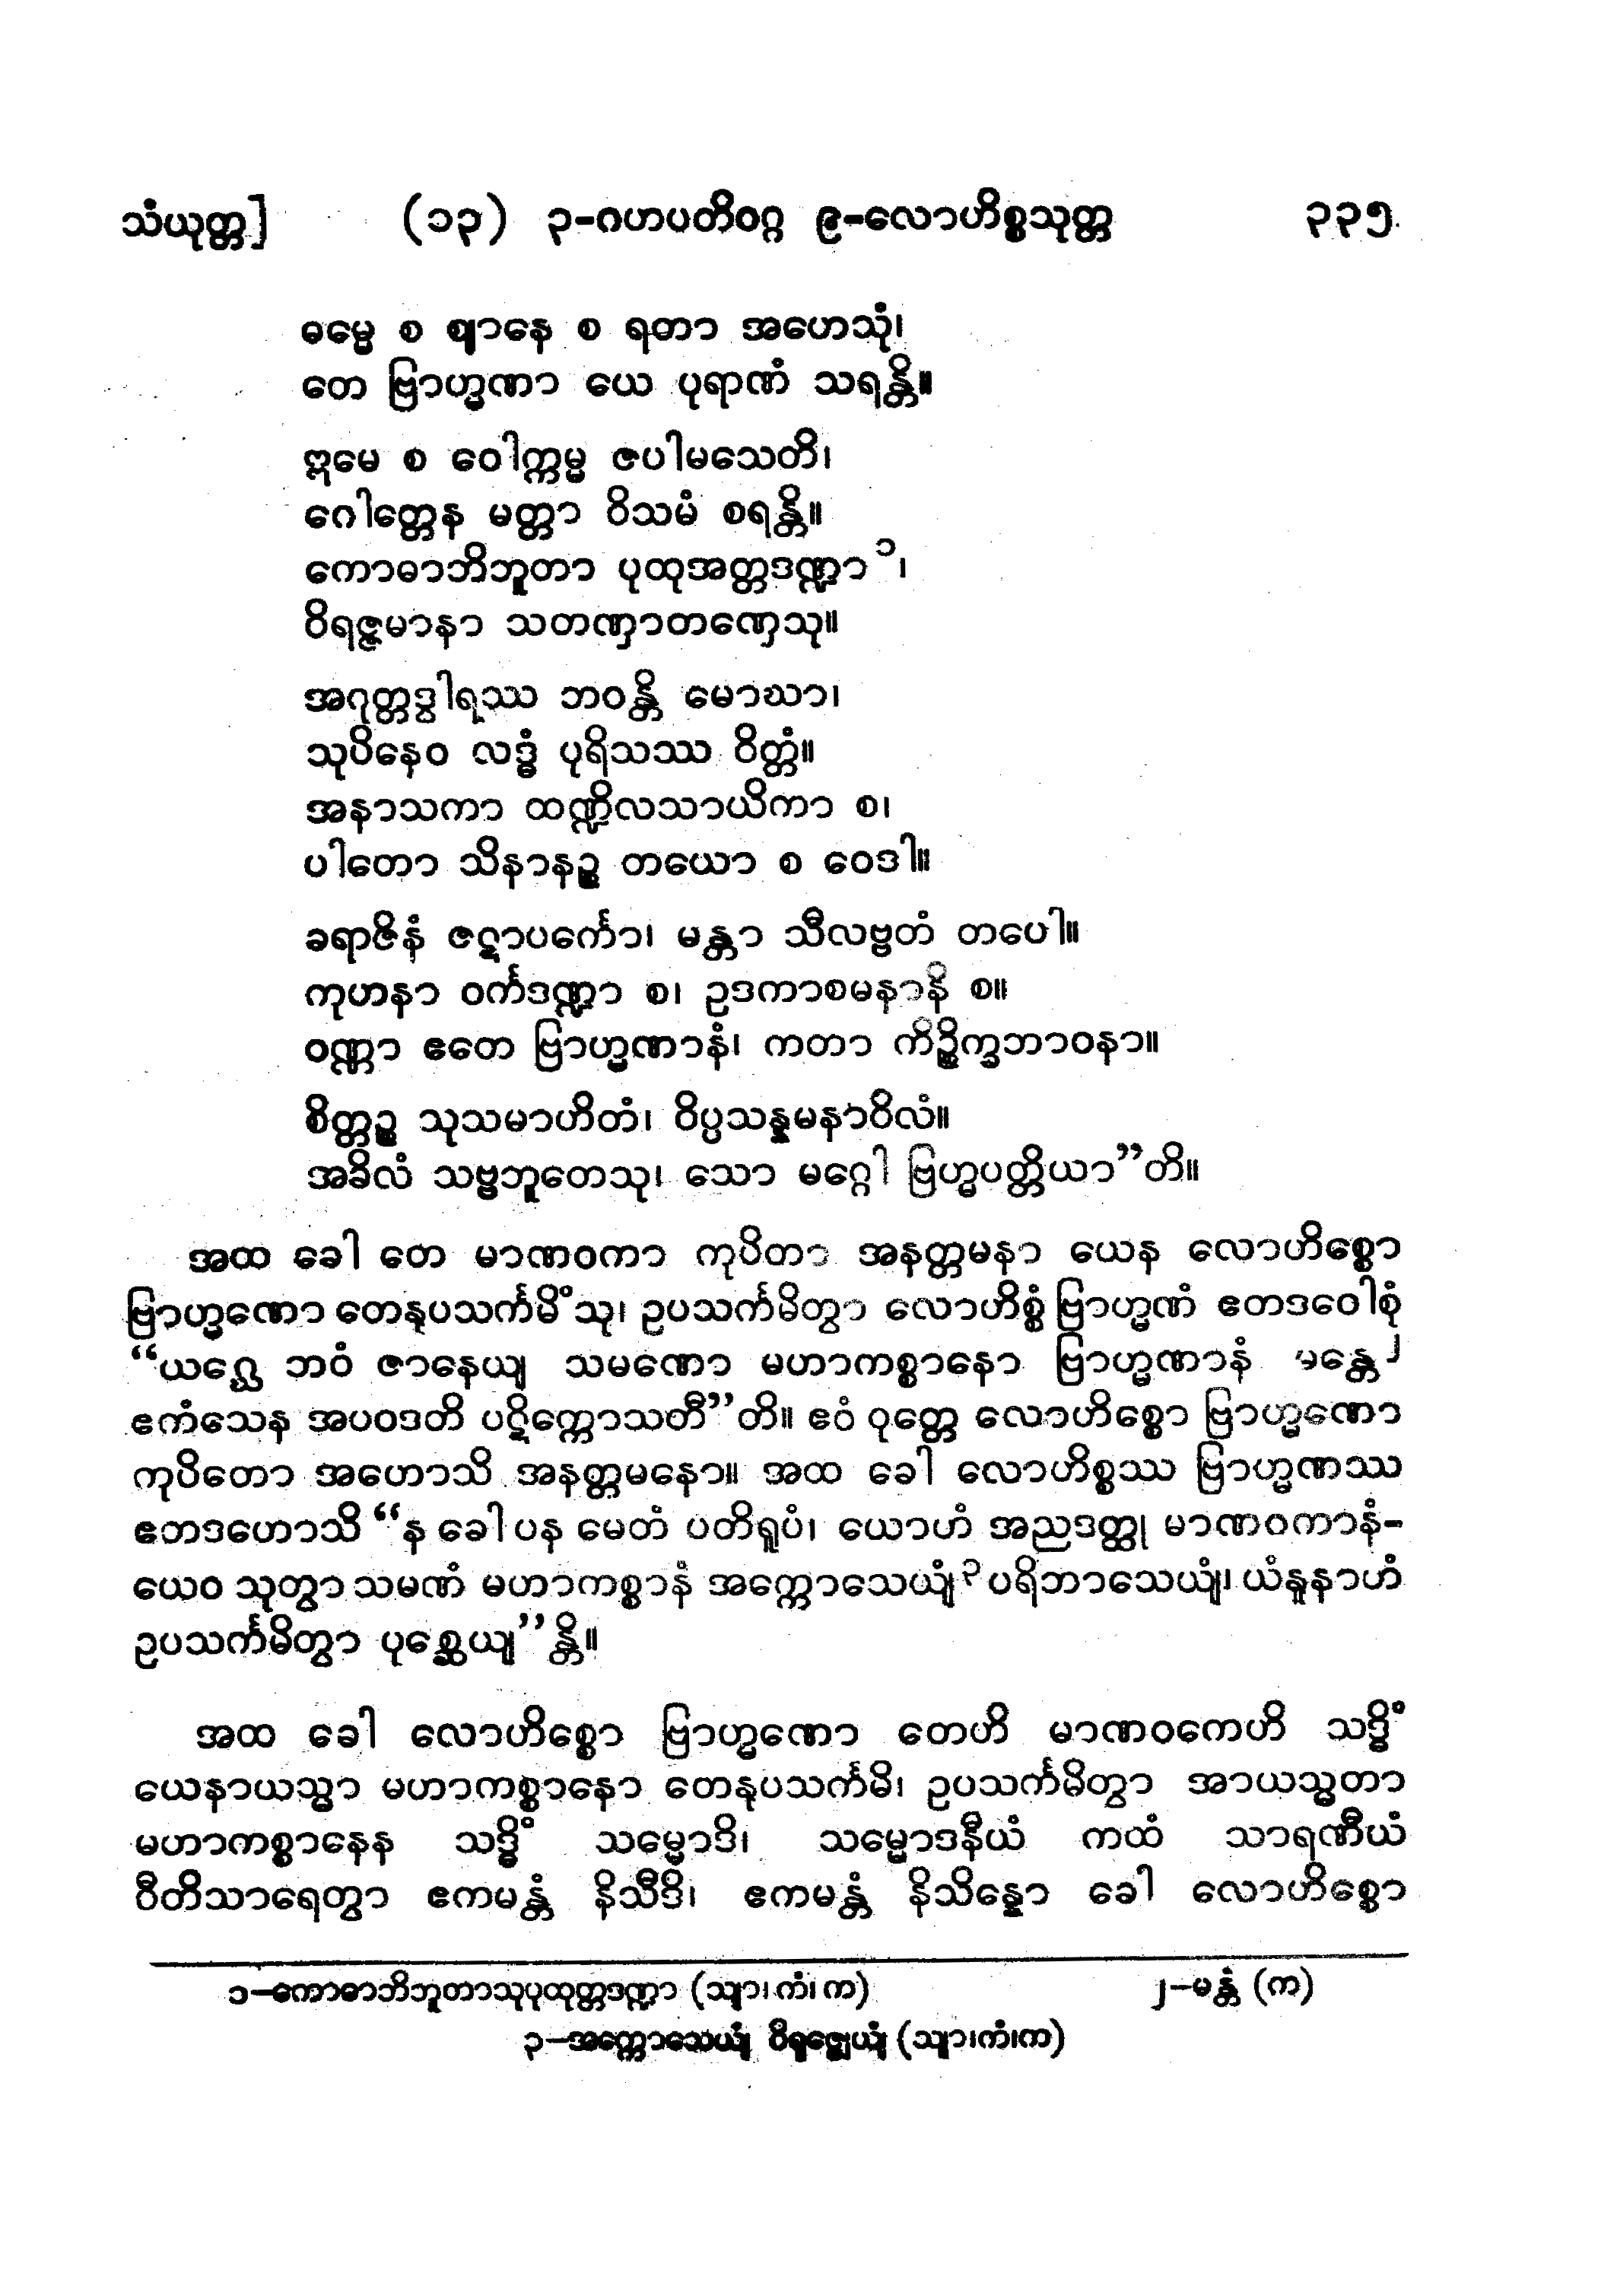 သံယုတ္တ]   (၁၃) ၃-ဂဟပတိဝဂ္ဂ ၉-လောဟိစ္စသုတ္တ   ၃၃၅
ဓမ္မေ စ ဈာနေ စ ရတာ အဟေသုံ၊
တေ ဗြာဟ္မဏာ ယေ ပုရာဏံ သရန္တိ။
ဣမေ စ ဝေါက္ကမ္မ ဇပါမသေတိ၊
ဂေါတ္တေန မတ္တာ ဝိသမံ စရန္တိ။
ကောဓာဘိဘူတာ ပုထုအတ္တဒဏ္ဍာ ၁၊
ဝိရဇ္ဇမာနာ သတဏှာတဏှေသု။
အဂုတ္တဒွါရဿ ဘဝန္တိ မောဃာ၊
သုပိနေဝ လဒ္ဓံ ပုရိသဿ ဝိတ္တံ။
အနာသကာ ထဏ္ဍိလသာယိကာ စ၊
ပါတော သိနာနဉ္စ တယော စ ဝေဒါ။
ခရာဇိနံ ဇဋာပင်္ကော၊ မန္တာ သီလဗ္ဗတံ တပေါ။
ကုဟနာ ဝင်္ကဒဏ္ဍာ စ၊ ဥဒကာစမနာနိ စ။
ဝဏ္ဏာ ဧတေ ဗြာဟ္မဏာနံ၊ ကတာ ကိဉ္စိက္ခဘာဝနာ။
စိတ္တဉ္စ သုသမာဟိတံ၊ ဝိပ္ပသန္နမနာဝိလံ။
အခိလံ သဗ္ဗဘူတေသု၊ သော မဂ္ဂေါ ဗြဟ္မပတ္တိယာ”တိ။
အထ ခေါ တေ မာဏဝကာ ကုပိတာ အနတ္တမနာ ယေန လောဟိစ္စော
ဗြာဟ္မဏော တေနုပသင်္ကမိံသု၊ ဥပသင်္ကမိတွာ လောဟိစ္စံ ဗြာဟ္မဏံ ဧတဒဝေါစုံ
“ယဂ္ဃေ ဘဝံ ဇာနေယျ သမဏော မဟာကစ္စာနော ဗြာဟ္မဏာနံ မန္တေ ၂
ဧကံသေန အပဝဒတိ ပဋိက္ကောသတီ”တိ။ ဧဝံ ဝုတ္တေ လောဟိစ္စော ဗြာဟ္မဏော
ကုပိတော အဟောသိ အနတ္တမနော။ အထ ခေါ လောဟိစ္စဿ ဗြာဟ္မဏဿ
ဧတဒဟောသိ “န ခေါ ပန မေတံ ပတိရူပံ၊ ယောဟံ အညဒတ္ထု မာဏဝကာနံ-
ယေဝ သုတွာ သမဏံ မဟာကစ္စာနံ အက္ကောသေယျံ ၃ ပရိဘာသေယျံ၊ ယံနူနာဟံ
ဥပသင်္ကမိတွာ ပုစ္ဆေယျ”န္တိ။
အထ ခေါ လောဟိစ္စော ဗြာဟ္မဏော တေဟိ မာဏဝကေဟိ သဒ္ဓိံ
ယေနာယသ္မာ မဟာကစ္စာနော တေနုပသင်္ကမိ၊ ဥပသင်္ကမိတွာ အာယသ္မတာ
မဟာကစ္စာနေန သဒ္ဓိံ သမ္မောဒိ၊ သမ္မောဒနီယံ ကထံ သာရဏီယံ
ဝီတိသာရေတွာ ဧကမန္တံ နိသီဒိ၊ ဧကမန္တံ နိသိန္နော ခေါ လောဟိစ္စော
၁-ကောဓာဘိဘူတာသုပုထုတ္တဒဏ္ဍာ (သျာ၊ ကံ၊ က)   ၂-မန္တံ (က)
၃-အက္ကောသေယျံ ဝိရုဇ္ဈေယျံ (သျာ၊ကံ၊က)